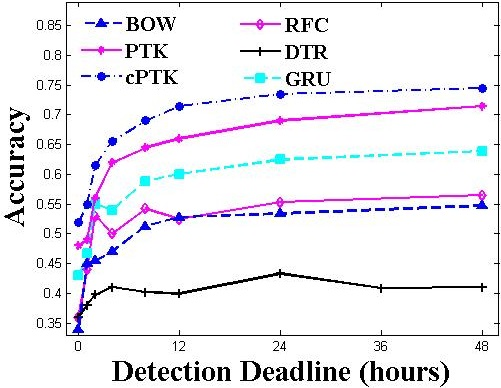 BOW
PTK
cPTK
RFC
DTR
GRU
Accuracy
0.85
0.8
0.75
0.7
0.65
0.6
0.55
0.5
0.45
0.4
0.35
0 12 24 36 48
Detection Deadline (hours)